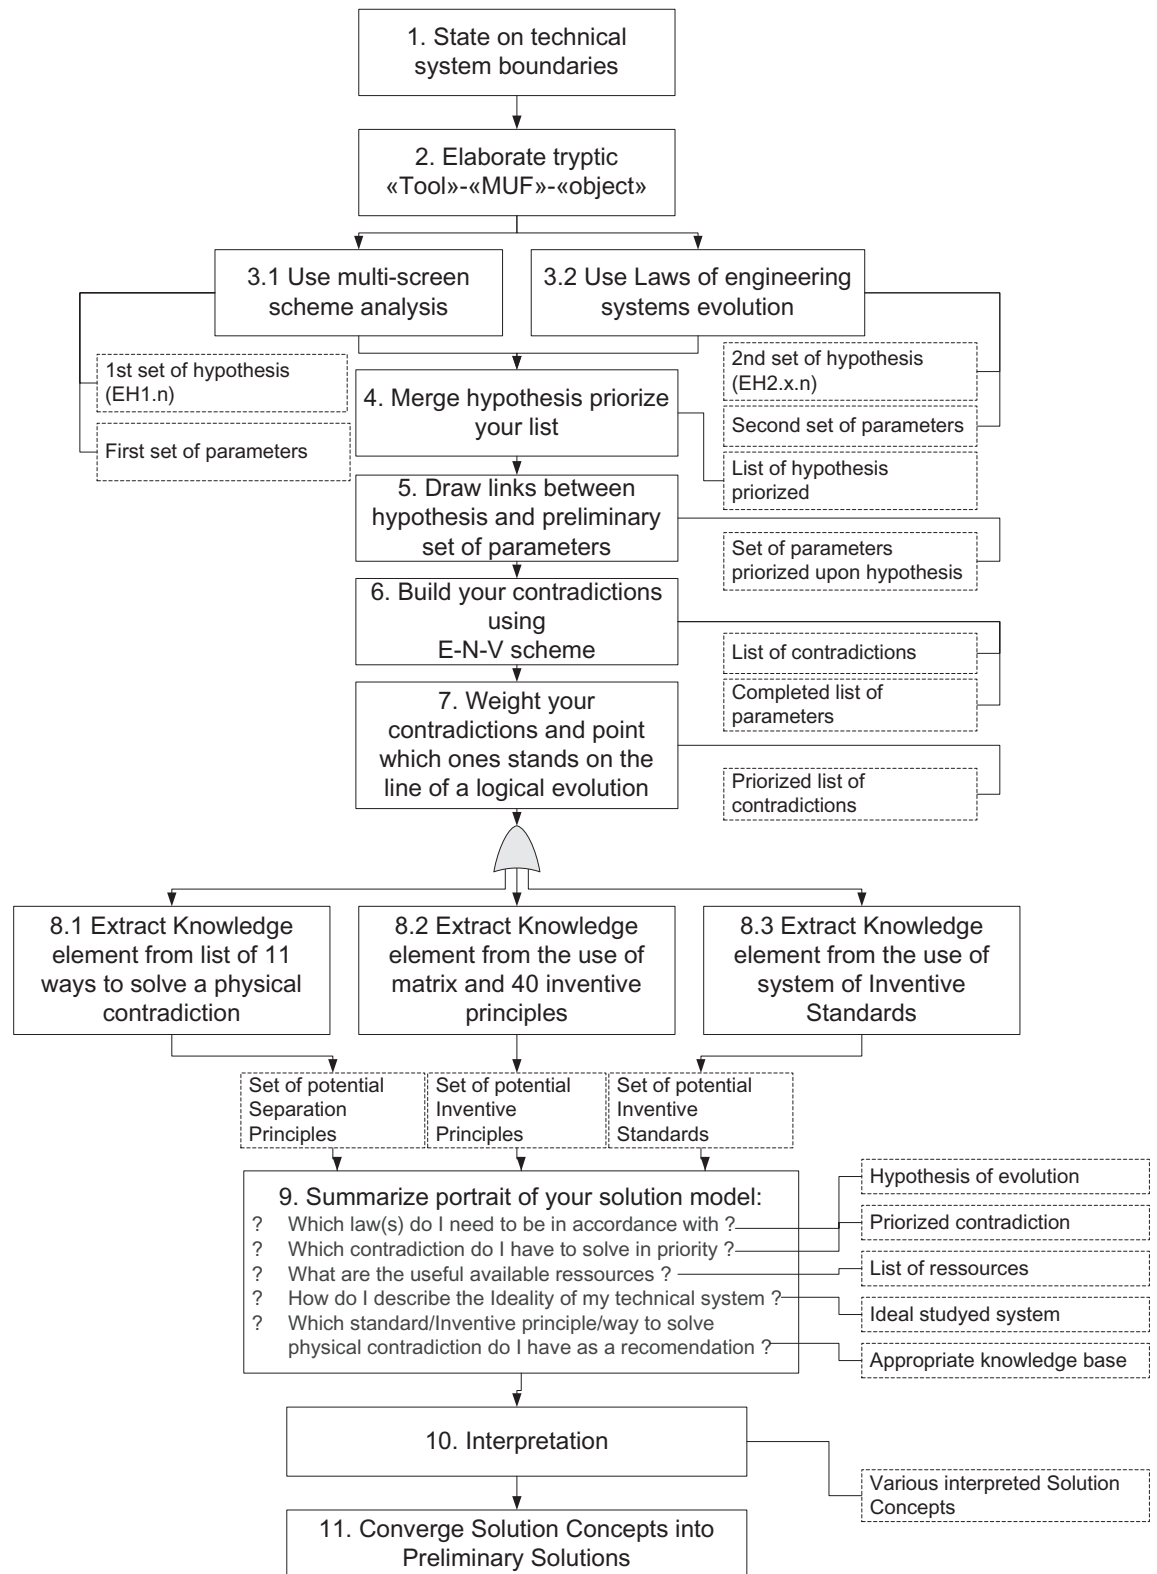 1. State on technical
system boundaries
2. Elaborate tryptic
«Tool»-«MUF»-«object»
3.1 Use multi-screen
scheme analysis
3.2 Use Laws of engineering
systems evolution
1st set of hypothesis
(EH1.n)
First set of parameters
2nd set of hypothesis
(EH2.x.n)
Second set of parameters
4. Merge hypothesis priorize
your list
List of hypothesis
priorized
5. Draw links between
hypothesis and preliminary
set of parameters
Set of parameters
priorized upon hypothesis
6. Build your contradictions
using
E-N-V scheme
List of contradictions
Completed list of
parameters
7. Weight your
contradictions and point
which ones stands on the
line of a logical evolution
Priorized list of
contradictions
8.1 Extract Knowledge
element from list of 11
ways to solve a physical
contradiction
8.2 Extract Knowledge
element from the use of
matrix and 40 inventive
principles
8.3 Extract Knowledge
element from the use of
system of Inventive
Standards
Set of potential
Separation
Principles
Set of potential
Inventive
Principles
Set of potential
Inventive
Standards
9. Summarize portrait of your solution model:
? Which law(s) do I need to be in accordance with ?
? Which contradiction do I have to solve in priority ?
? What are the useful available ressources ?
? How do I describe the Ideality of my technical system ?
? Which standard/Inventive principle/way to solve
physical contradiction do I have as a recomendation ?
Hypothesis of evolution
Priorized contradiction
List of ressources
Ideal studyed system
Appropriate knowledge base
10. Interpretation
Various interpreted Solution
Concepts
11. Converge Solution Concepts into
Preliminary Solutions